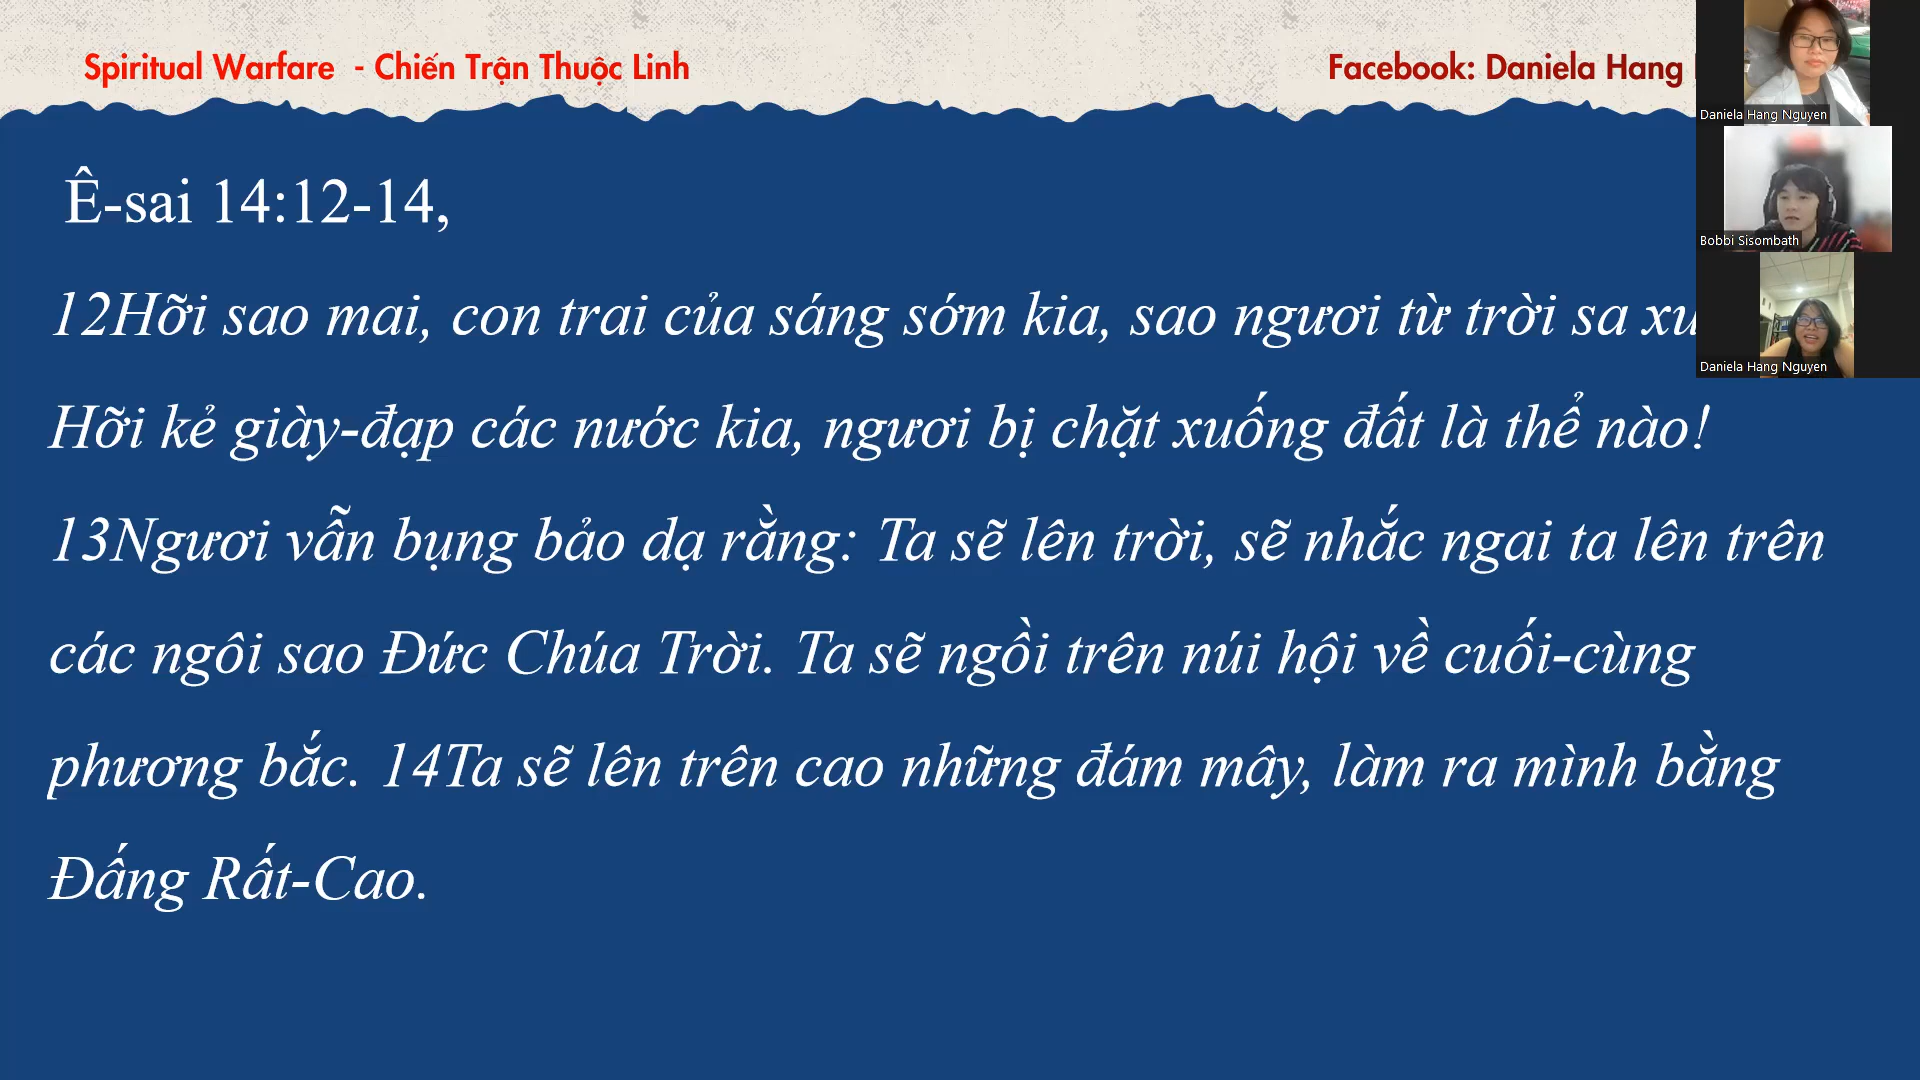 Spiritual Warfare - Chiến Trận Thuộc Linh
Facebook: Daniela Hang
Daniela Hang Nguyen
Bobbi Sisombath
Daniela Hang Nguyen
Ê-sai 14:12-14,
12Hỡi sao mai, con trai của sáng sớm kia, sao ngươi từ trời sa
Hỡi kẻ giày-đạp các nước kia, ngươi bị chặt xuống đất là thể nào!
13Ngươi vẫn bụng bảo dạ rằng: Ta sẽ lên trời, sẽ nhắc ngai ta lên trên
các ngôi sao Đức Chúa Trời. Ta sẽ ngồi trên núi hội về cuối-cùng
phương bắc. 14Ta sẽ lên trên cao những đám mây, làm ra mình bằng
Đấng Rất-Cao.